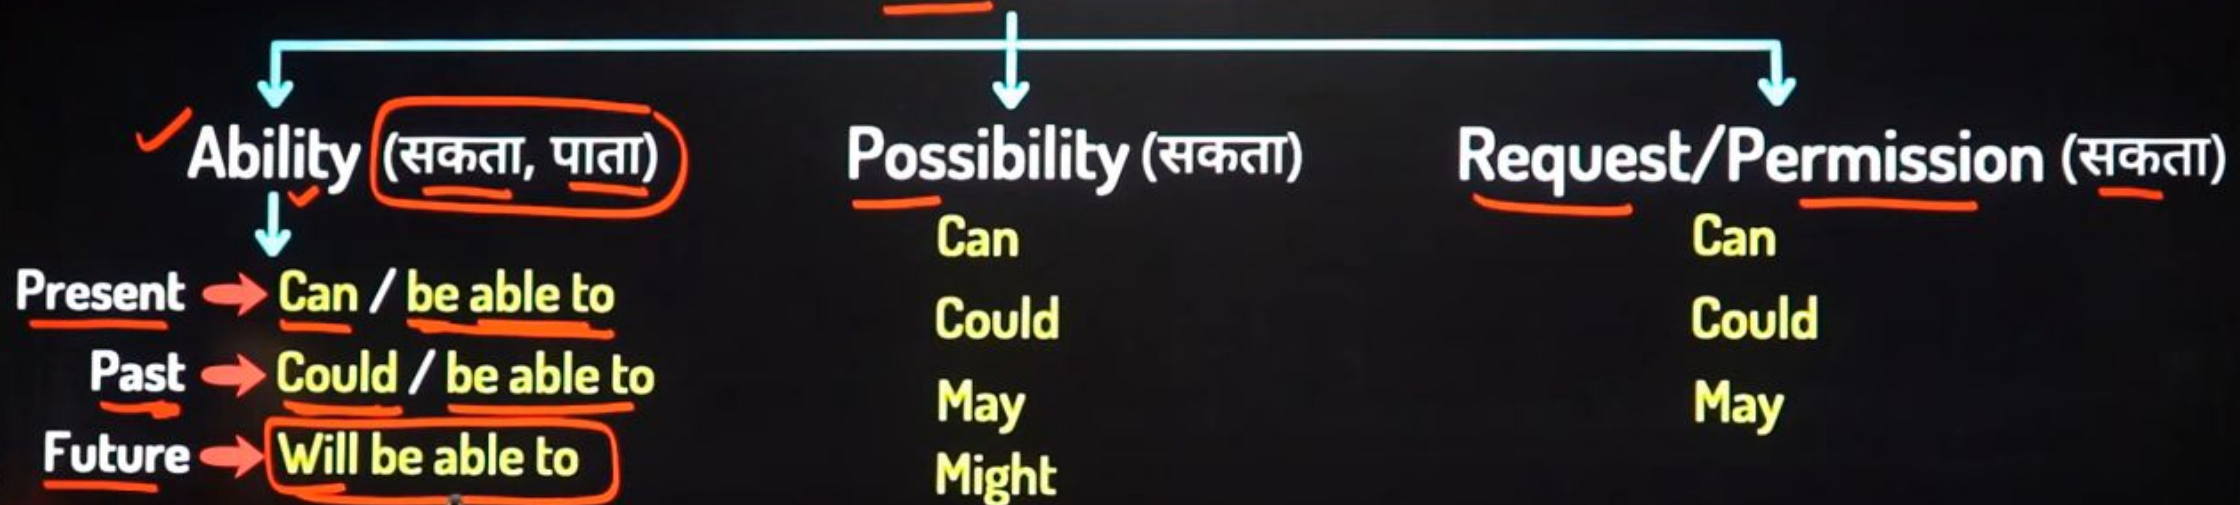 Ability (सकता, पाता)
Present → Can / be able to
Past → Could / be able to
Future → Will be able to
Possibility (सकता)
Can
Could
May
Might
Request/Permission (सकता)
Can
Could
May